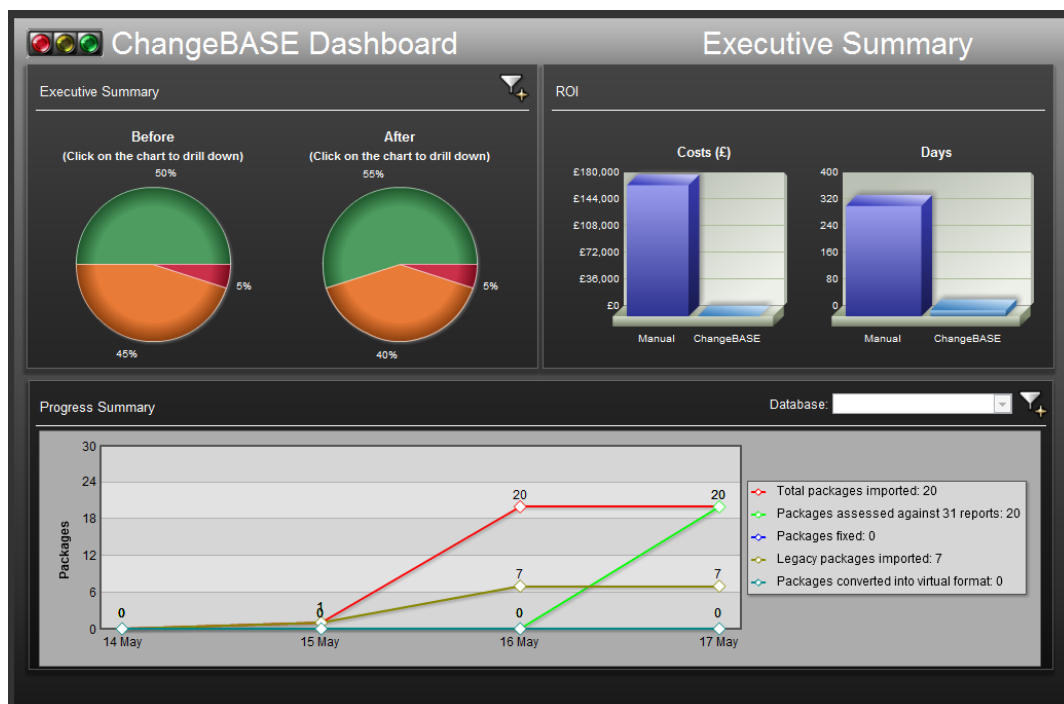 ChangeBASE Dashboard
Executive Summary
Executive Summary
Before
(Click on the chart to drill down)
50%
5%
45%
After
(Click on the chart to drill down)
55%
5%
40%
ROI
Costs (£)
£180,000
£144,000
£108,000
£72,000
£36,000
£0
Manual ChangeBASE
Days
400
320
240
160
80
0
Manual ChangeBASE
Progress Summary
Database:
Packages
30
24
18
12
6
0
0
1
0
20
7
0
20
7
0
14 May 15 May 16 May 17 May
Total packages imported: 20
Packages assessed against 31 reports: 20
Packages fixed: 0
Legacy packages imported: 7
Packages converted into virtual format: 0